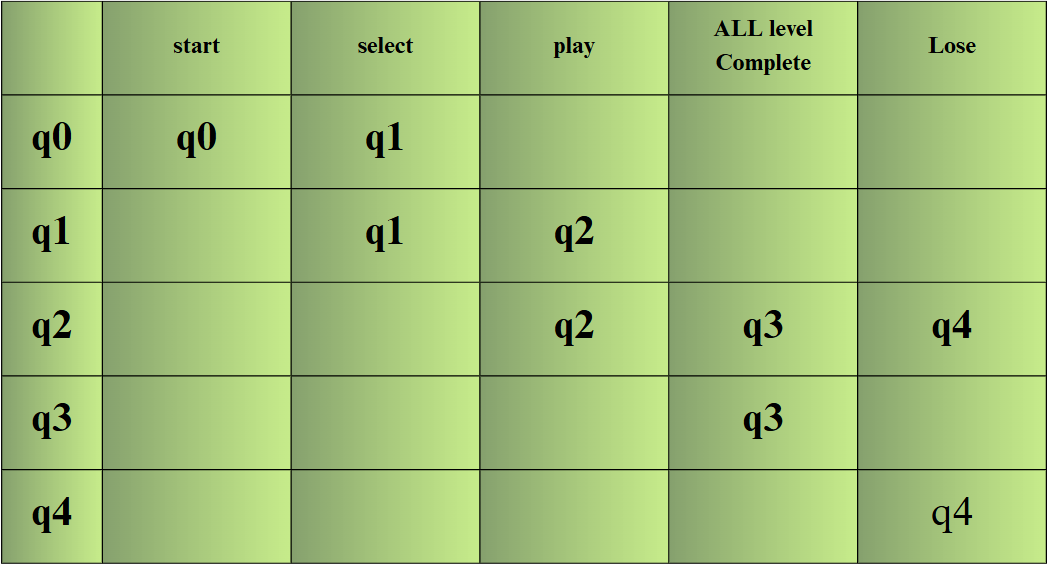 start select play ALL level Complete Lose
q0 q0 q1
q1 q1 q2
q2 q2 q3 q4
q3 q3
q4 q4